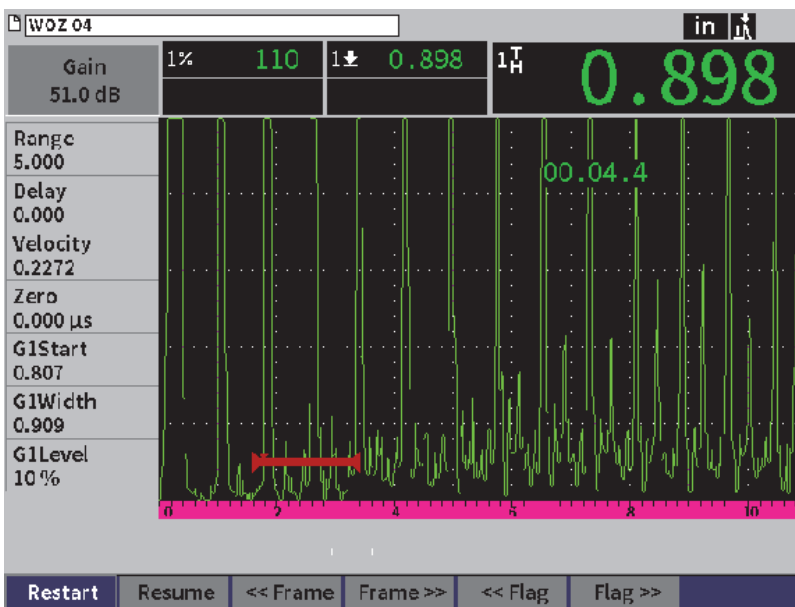 WOZ 04
in
Gain
51.0 dB
1% 110
1 0.898
1 TH 0.898
Range
5.000
Delay
0.000
Velocity
0.2272
Zero
0.000 µs
G1Start
0.807
G1Width
0.909
G1Level
10 %
00.04.4
0 2 4 6 8 10
Restart Resume << Frame Frame >> << Flag Flag >>